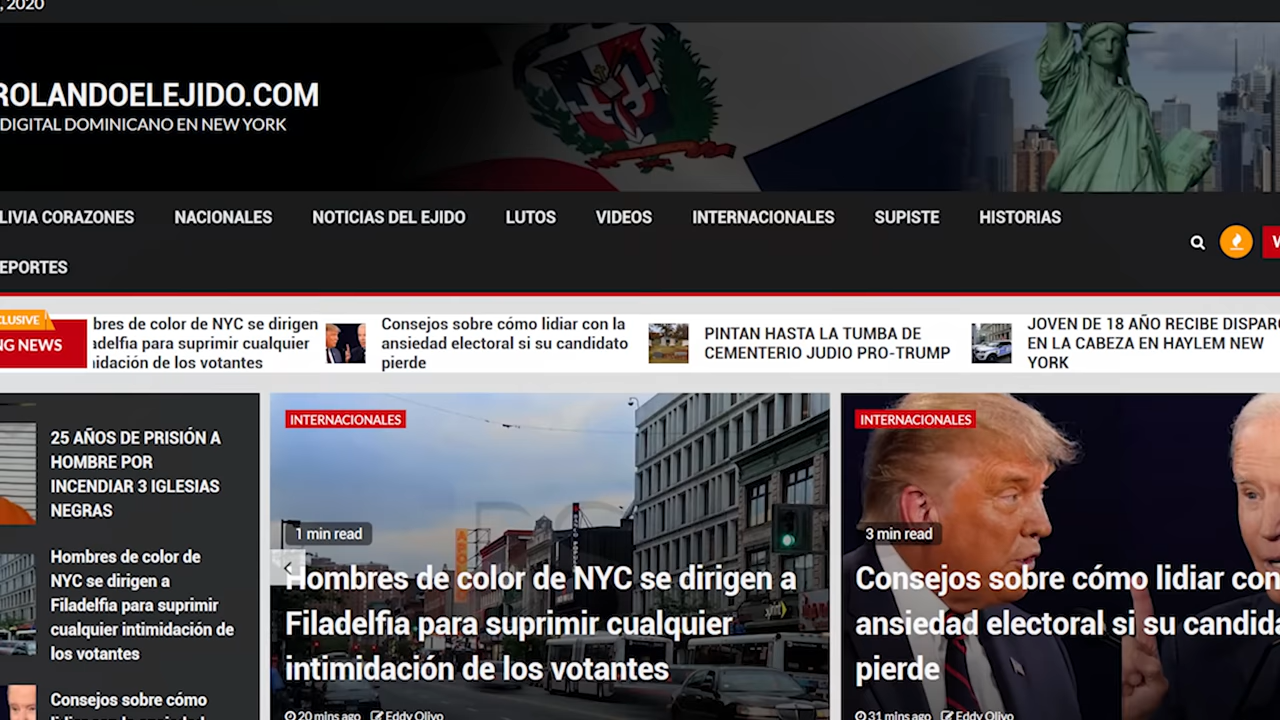 , 2020
ROLANDOELEJIDO.COM
DIGITAL DOMINICANO EN NEW YORK
LIVIA CORAZONES NACIONALES NOTICIAS DEL EJIDO LUTOS VIDEOS INTERNACIONALES SUPISTE HISTORIAS
EPORTES
CLUSIVE
NG NEWS
bres de color de NYC se dirigen
adelfia para suprimir cualquier
idación de los votantes
Consejos sobre cómo lidiar con la
ansiedad electoral si su candidato
pierde
PINTAN HASTA LA TUMBA DE
CEMENTERIO JUDIO PRO-TRUMP
JOVEN DE 18 AÑO RECIBE DISPARO
EN LA CABEZA EN HAYLEM NEW
YORK
25 AÑOS DE PRISIÓN A
HOMBRE POR
INCENDIAR 3 IGLESIAS
NEGRAS
Hombres de color de
NYC se dirigen a
Filadelfia para suprimir
cualquier intimidación de
los votantes
Consejos sobre cómo
INTERNACIONALES
1 min read
Hombres de color de NYC se dirigen a
Filadelfia para suprimir cualquier
intimidación de los votantes
20 mins ago Eddy Olivo
INTERNACIONALES
3 min read
Consejos sobre cómo lidiar con
ansiedad electoral si su candida
pierde
31 mins ago Eddy Olivo